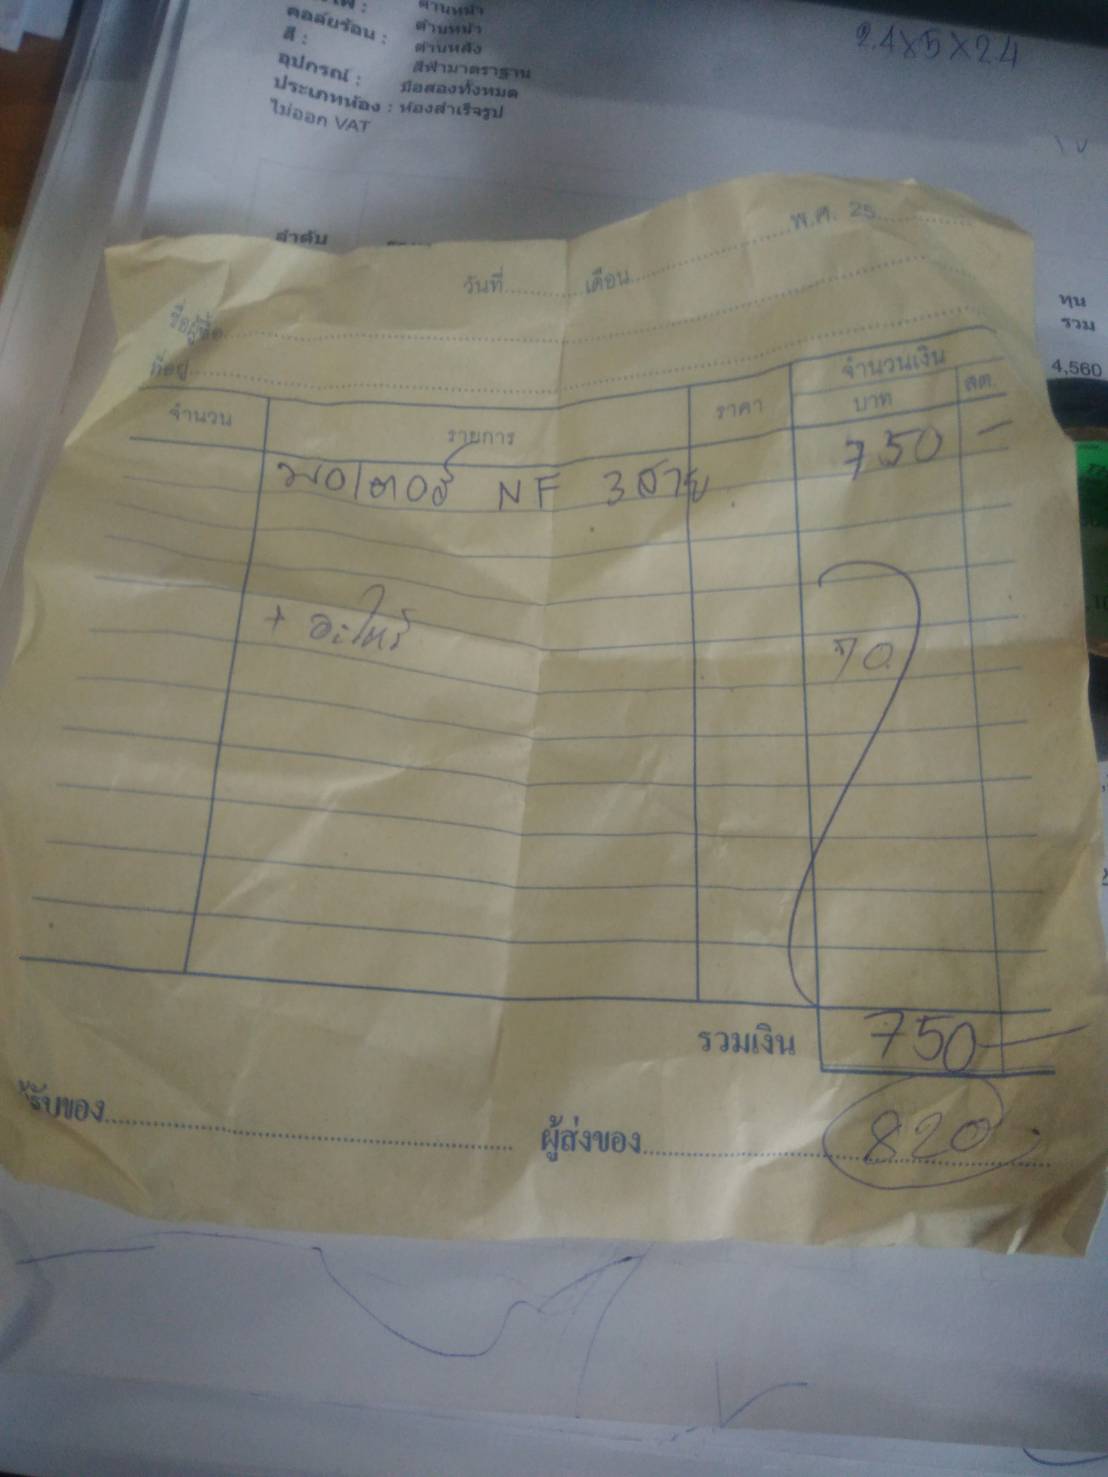 ด้านหน้า
คอล์ยร้อน : ด้านหน้า
สี : ด้านหลัง
อุปกรณ์ : สีฟ้ามาตราฐาน
ประเภทห้อง : มือสองทั้งหมด
ไม่ออก VAT ห้องสำเร็จรูป
2.4x5x2.4
ลำดับ
ทุน
รวม
4,560
วันที่..........เดือน....................พ.ศ. 25............
ชื่อผู้ซื้อ
ที่อยู่
จำนวน รายการ ราคา จำนวนเงิน
บาท สต.
มอเตอร์ NF 3สาย 750 -
+ อะไหร่ 70
รวมเงิน 750 -
ผู้รับของ.................... ผู้ส่งของ....................
820